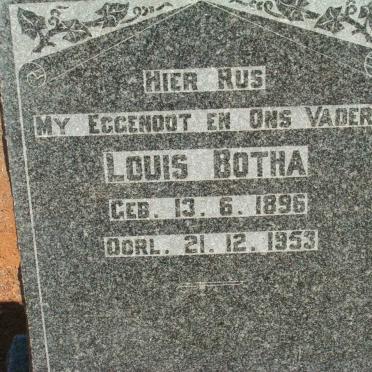 HIER RUS
MY EGGENOOT EN ONS VADER
LOUIS BOTHA
GEB. 13. 6. 1896
OORL. 21. 12. 1953